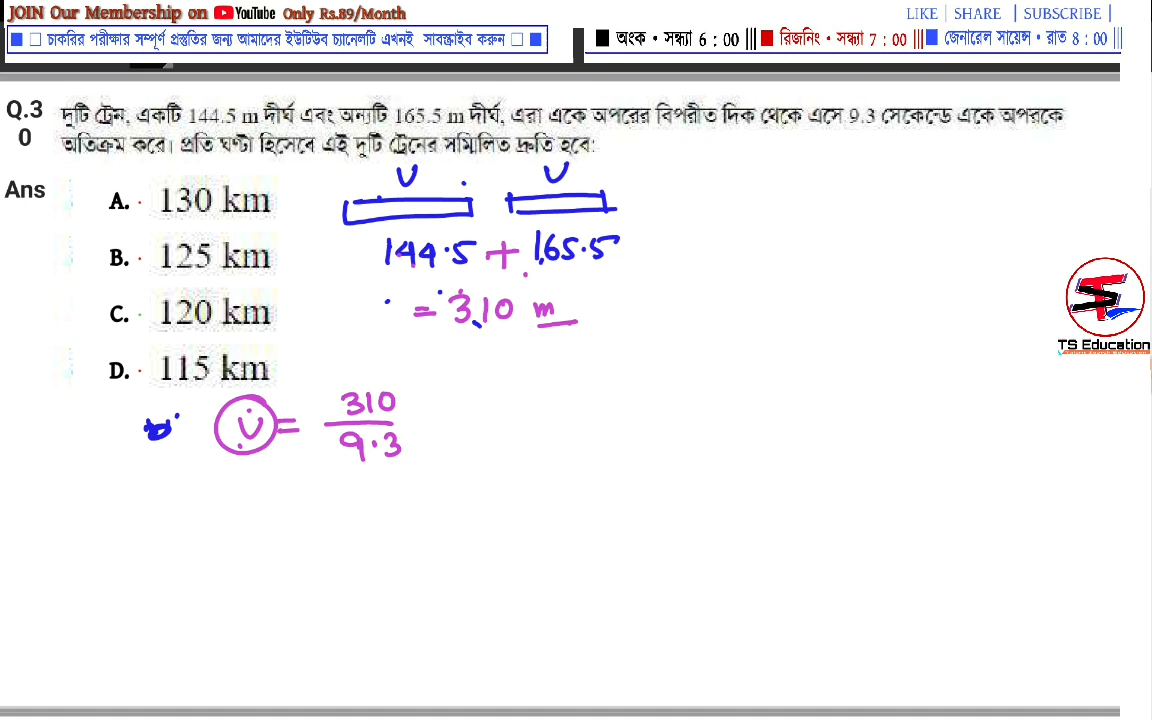 JOIN Our Membership on YouTube Only Rs.89/Month
LIKE | SHARE | SUBSCRIBE |
■ □ চাকরির পরীক্ষার সম্পূর্ণ প্রস্তুতির জন্য আমাদের ইউটিউব চ্যানেলটি এখনই সাবস্ক্রাইব করুন □ ■
■ অংক • সন্ধ্যা 6 : 00 ||| ■ রিজনিং • সন্ধ্যা 7 : 00 ||| ■ জেনারেল সায়েন্স • রাত 8 : 00 |||
Q.30 দুটি ট্রেন, একটি 144.5 m দীর্ঘ এবং অন্যটি 165.5 m দীর্ঘ, এরা একে অপরের বিপরীত দিক থেকে এসে 9.3 সেকেন্ডে একে অপরকে
অতিক্রম করে। প্রতি ঘণ্টা হিসেবে এই দুটি ট্রেনের সম্মিলিত দ্রুতি হবে:
Ans
A. 130 km
B. 125 km
C. 120 km
D. 115 km
υ υ
144.5 + 165.5
= 310 m
υ = 310
9.3
TS Education